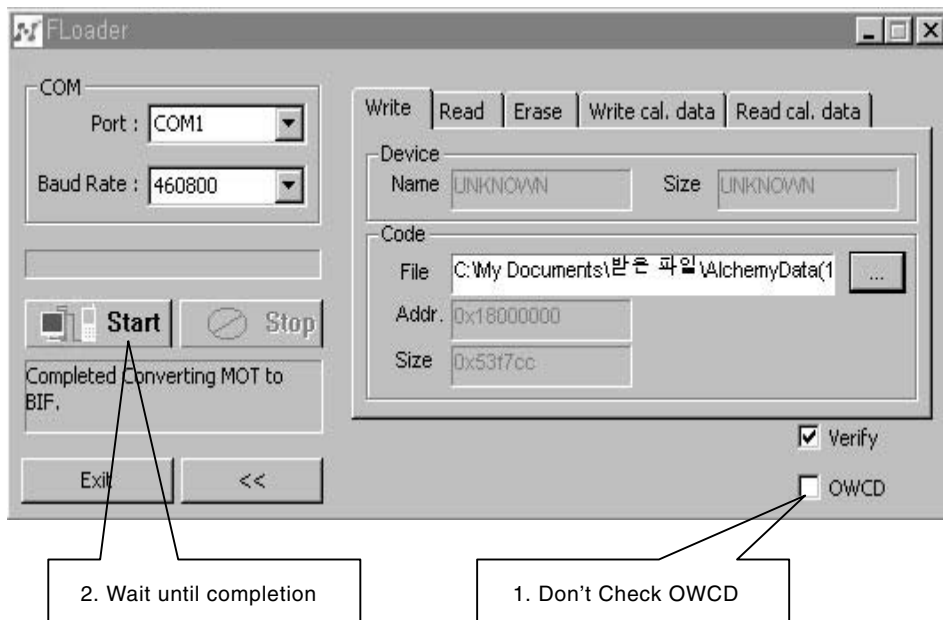 FLoader
COM
Port : COM1
Baud Rate : 460800
Start Stop
Completed Converting MOT to
BIF.
Exit <<
Write Read Erase Write cal. data Read cal. data
Device
Name UNKNOWN Size UNKNOWN
Code
File C:\My Documents\받은 파일\AlchemyData(1 ...
Addr. 0x18000000
Size 0x53f7cc
Verify
OWCD
2. Wait until completion
1. Don't Check OWCD